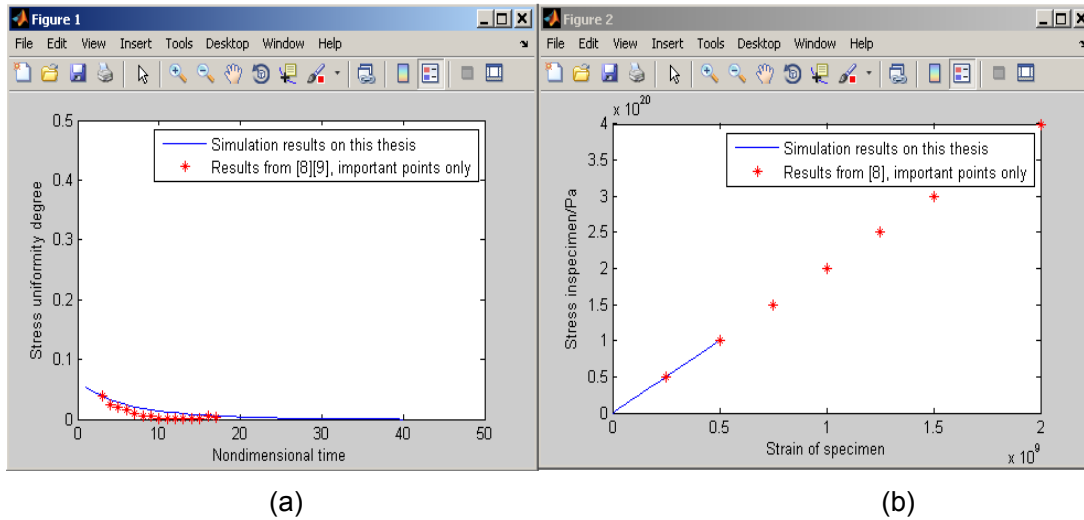 Figure 1
File Edit View Insert Tools Desktop Window Help
0.5
0.4
0.3
0.2
0.1
0
Stress uniformity degree
Simulation results on this thesis
Results from [8][9], important points only
0 10 20 30 40 50
Nondimensional time
(a)
Figure 2
File Edit View Insert Tools Desktop Window Help
x 10^20
4
3.5
3
2.5
2
1.5
1
0.5
0
Stress inspecimen/Pa
Simulation results on this thesis
Results from [8], important points only
0 0.5 1 1.5 2
Strain of specimen
x 10^9
(b)